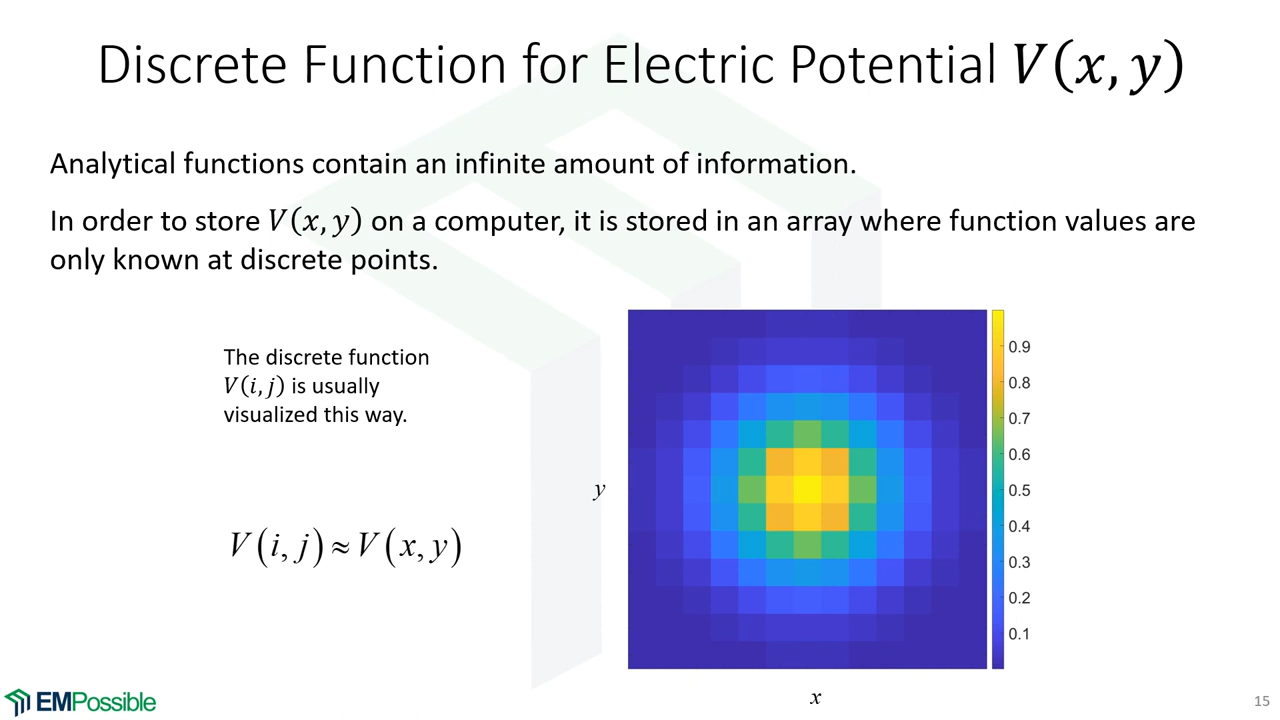 Discrete Function for Electric Potential V(x, y)
Analytical functions contain an infinite amount of information.
In order to store V(x, y) on a computer, it is stored in an array where function values are
only known at discrete points.
The discrete function
V(i, j) is usually
visualized this way.
V(i, j) ≈ V(x, y)
y
x
0.9
0.8
0.7
0.6
0.5
0.4
0.3
0.2
0.1
EMPossible
15